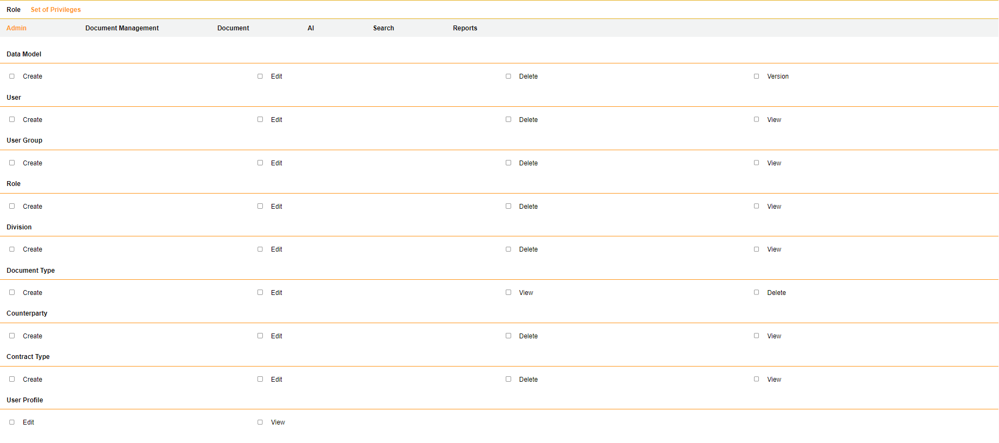 Role Set of Privileges
Admin Document Management Document AI Search Reports
Data Model
Create Edit Delete Version
User
Create Edit Delete View
User Group
Create Edit Delete View
Role
Create Edit Delete View
Division
Create Edit Delete View
Document Type
Create Edit View Delete
Counterparty
Create Edit Delete View
Contract Type
Create Edit Delete View
User Profile
Edit View